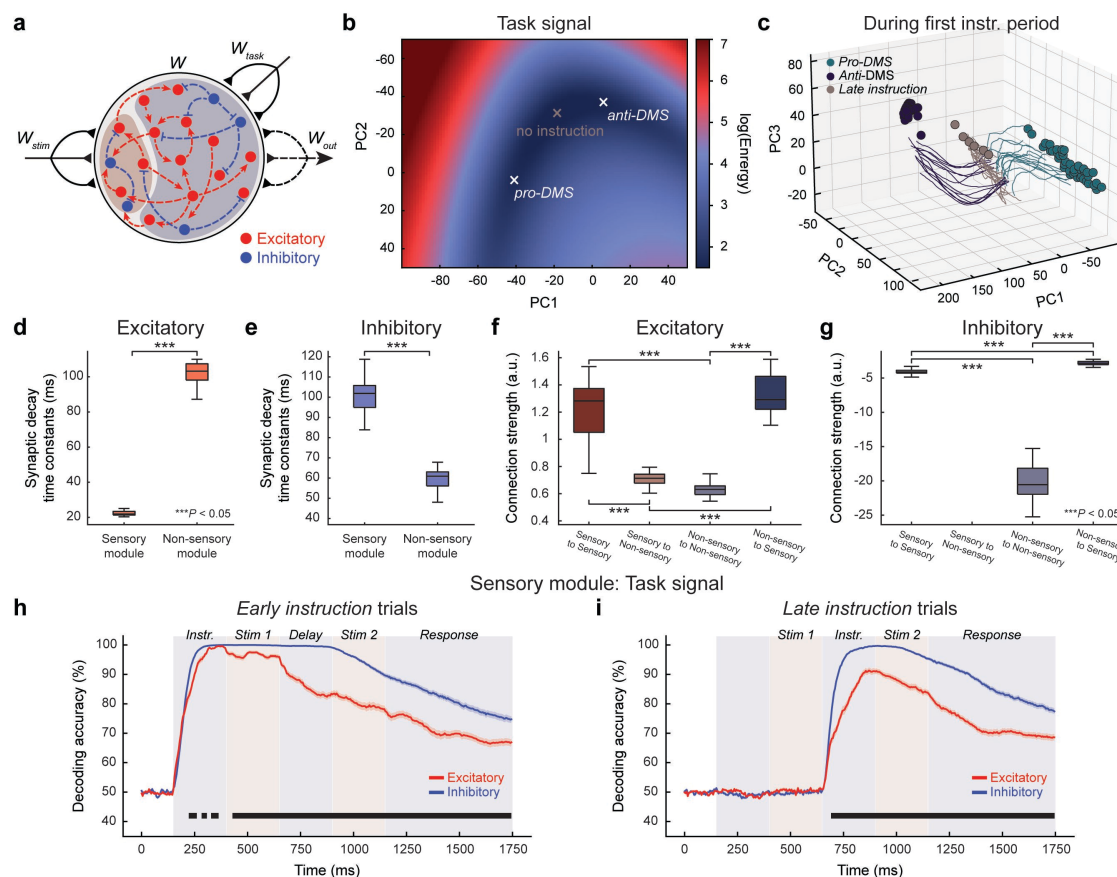 a
W_task
W
W_stim
W_out
Excitatory
Inhibitory
b
Task signal
PC2
-60
-40
-20
0
20
40
no instruction
anti-DMS
pro-DMS
-80
-60
-40
-20
0
20
40
PC1
7
6
5
4
3
2
log(Energy)
c
During first instr. period
Pro-DMS
Anti-DMS
Late instruction
PC3
80
60
40
20
0
-20
-50
0
50
100
PC2
200
150
100
50
0
-50
PC1
d
Excitatory
***
Synaptic decay
time constants (ms)
100
80
60
40
20
***P < 0.05
Sensory
module
Non-sensory
module
e
Inhibitory
***
Synaptic decay
time constants (ms)
120
110
100
90
80
70
60
50
40
Sensory
module
Non-sensory
module
f
Excitatory
***
***
***
***
Connection strength (a.u.)
1.6
1.4
1.2
1
0.8
0.6
0.4
Sensory
to Sensory
Sensory to
Non-sensory
Non-sensory
to Non-sensory
Non-sensory
to Sensory
g
Inhibitory
***
***
***
Connection strength (a.u.)
-5
-10
-15
-20
-25
***P < 0.05
Sensory
to Sensory
Sensory to
Non-sensory
Non-sensory
to Non-sensory
Non-sensory
to Sensory
Sensory module: Task signal
h
Early instruction trials
Instr. Stim 1 Delay Stim 2 Response
Decoding accuracy (%)
100
90
80
70
60
50
40
Excitatory
Inhibitory
0 250 500 750 1000 1250 1500 1750
Time (ms)
i
Late instruction trials
Stim 1 Instr. Stim 2 Response
Decoding accuracy (%)
100
90
80
70
60
50
40
Excitatory
Inhibitory
0 250 500 750 1000 1250 1500 1750
Time (ms)